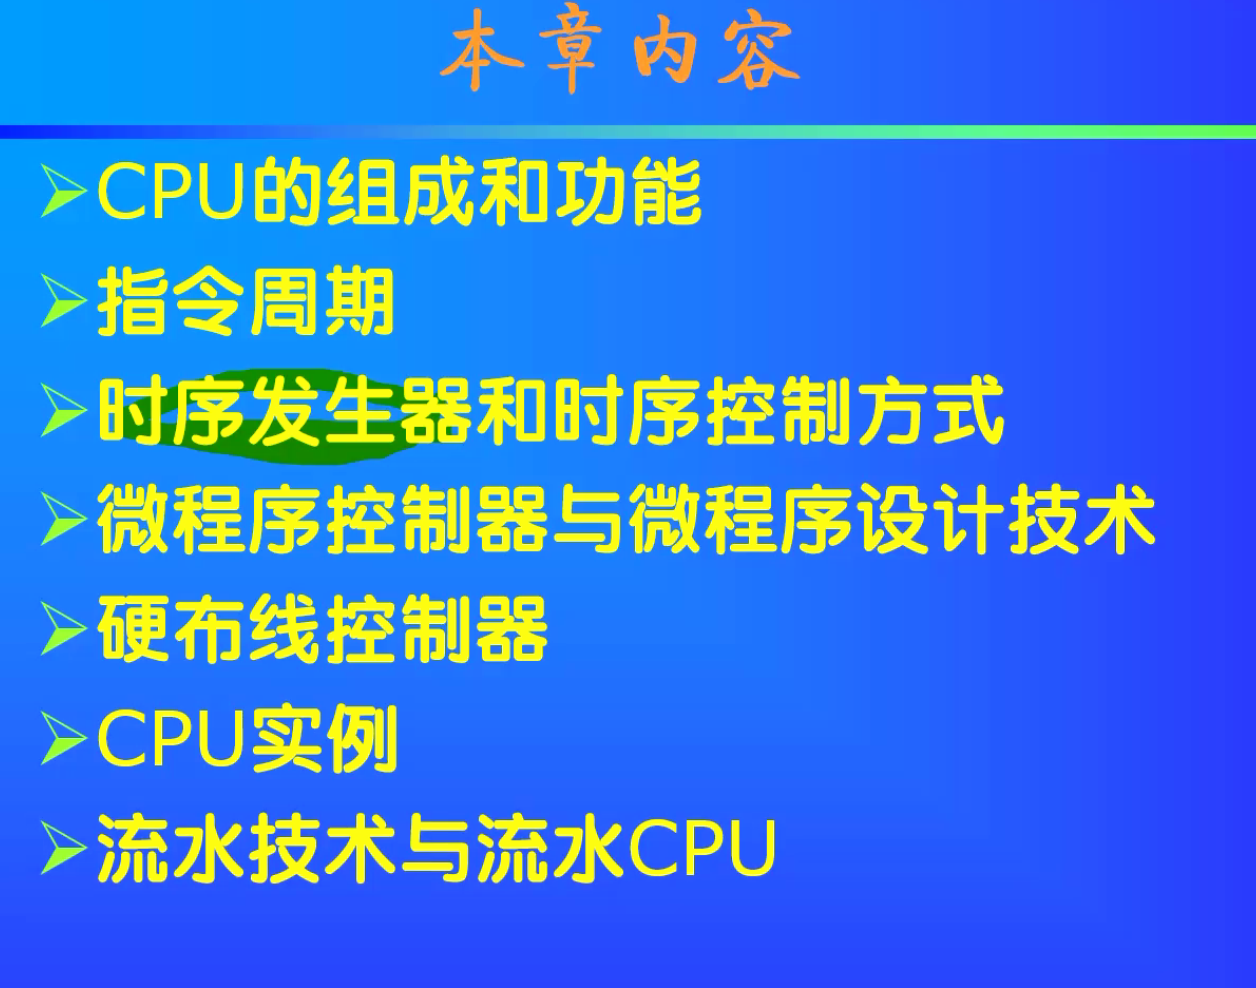 本章内容
CPU的组成和功能
指令周期
时序发生器和时序控制方式
微程序控制器与微程序设计技术
硬布线控制器
CPU实例
流水技术与流水CPU